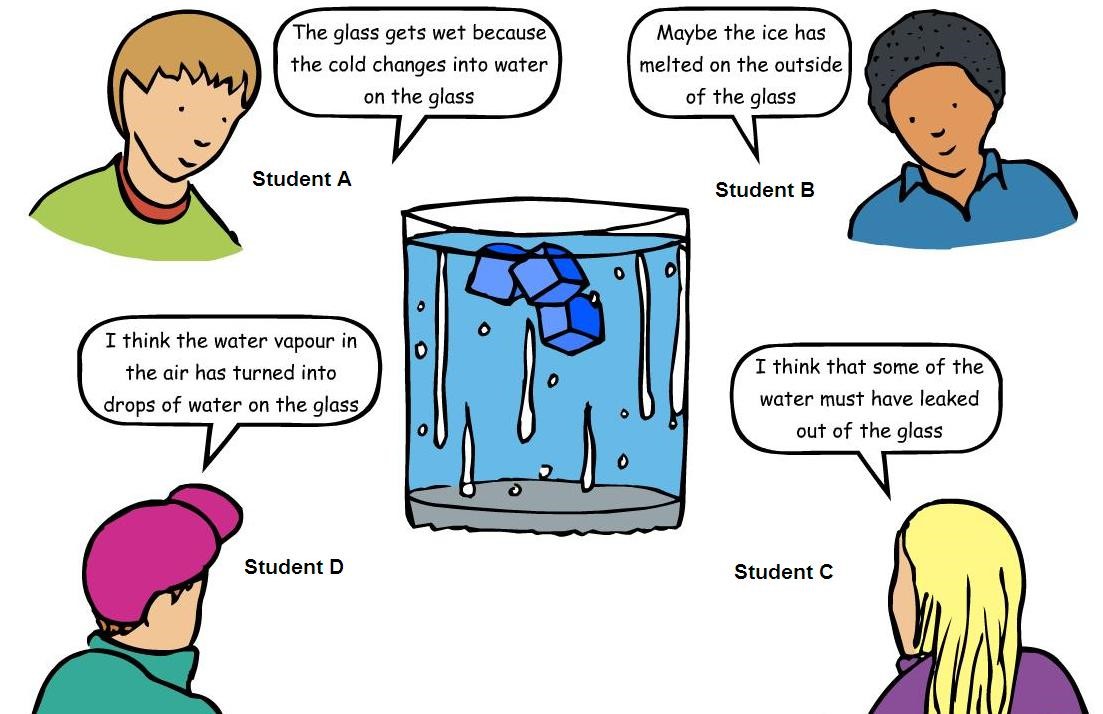 The glass gets wet because
the cold changes into water
on the glass
Student A
Maybe the ice has
melted on the outside
of the glass
Student B
I think the water vapour in
the air has turned into
drops of water on the glass
Student D
I think that some of the
water must have leaked
out of the glass
Student C